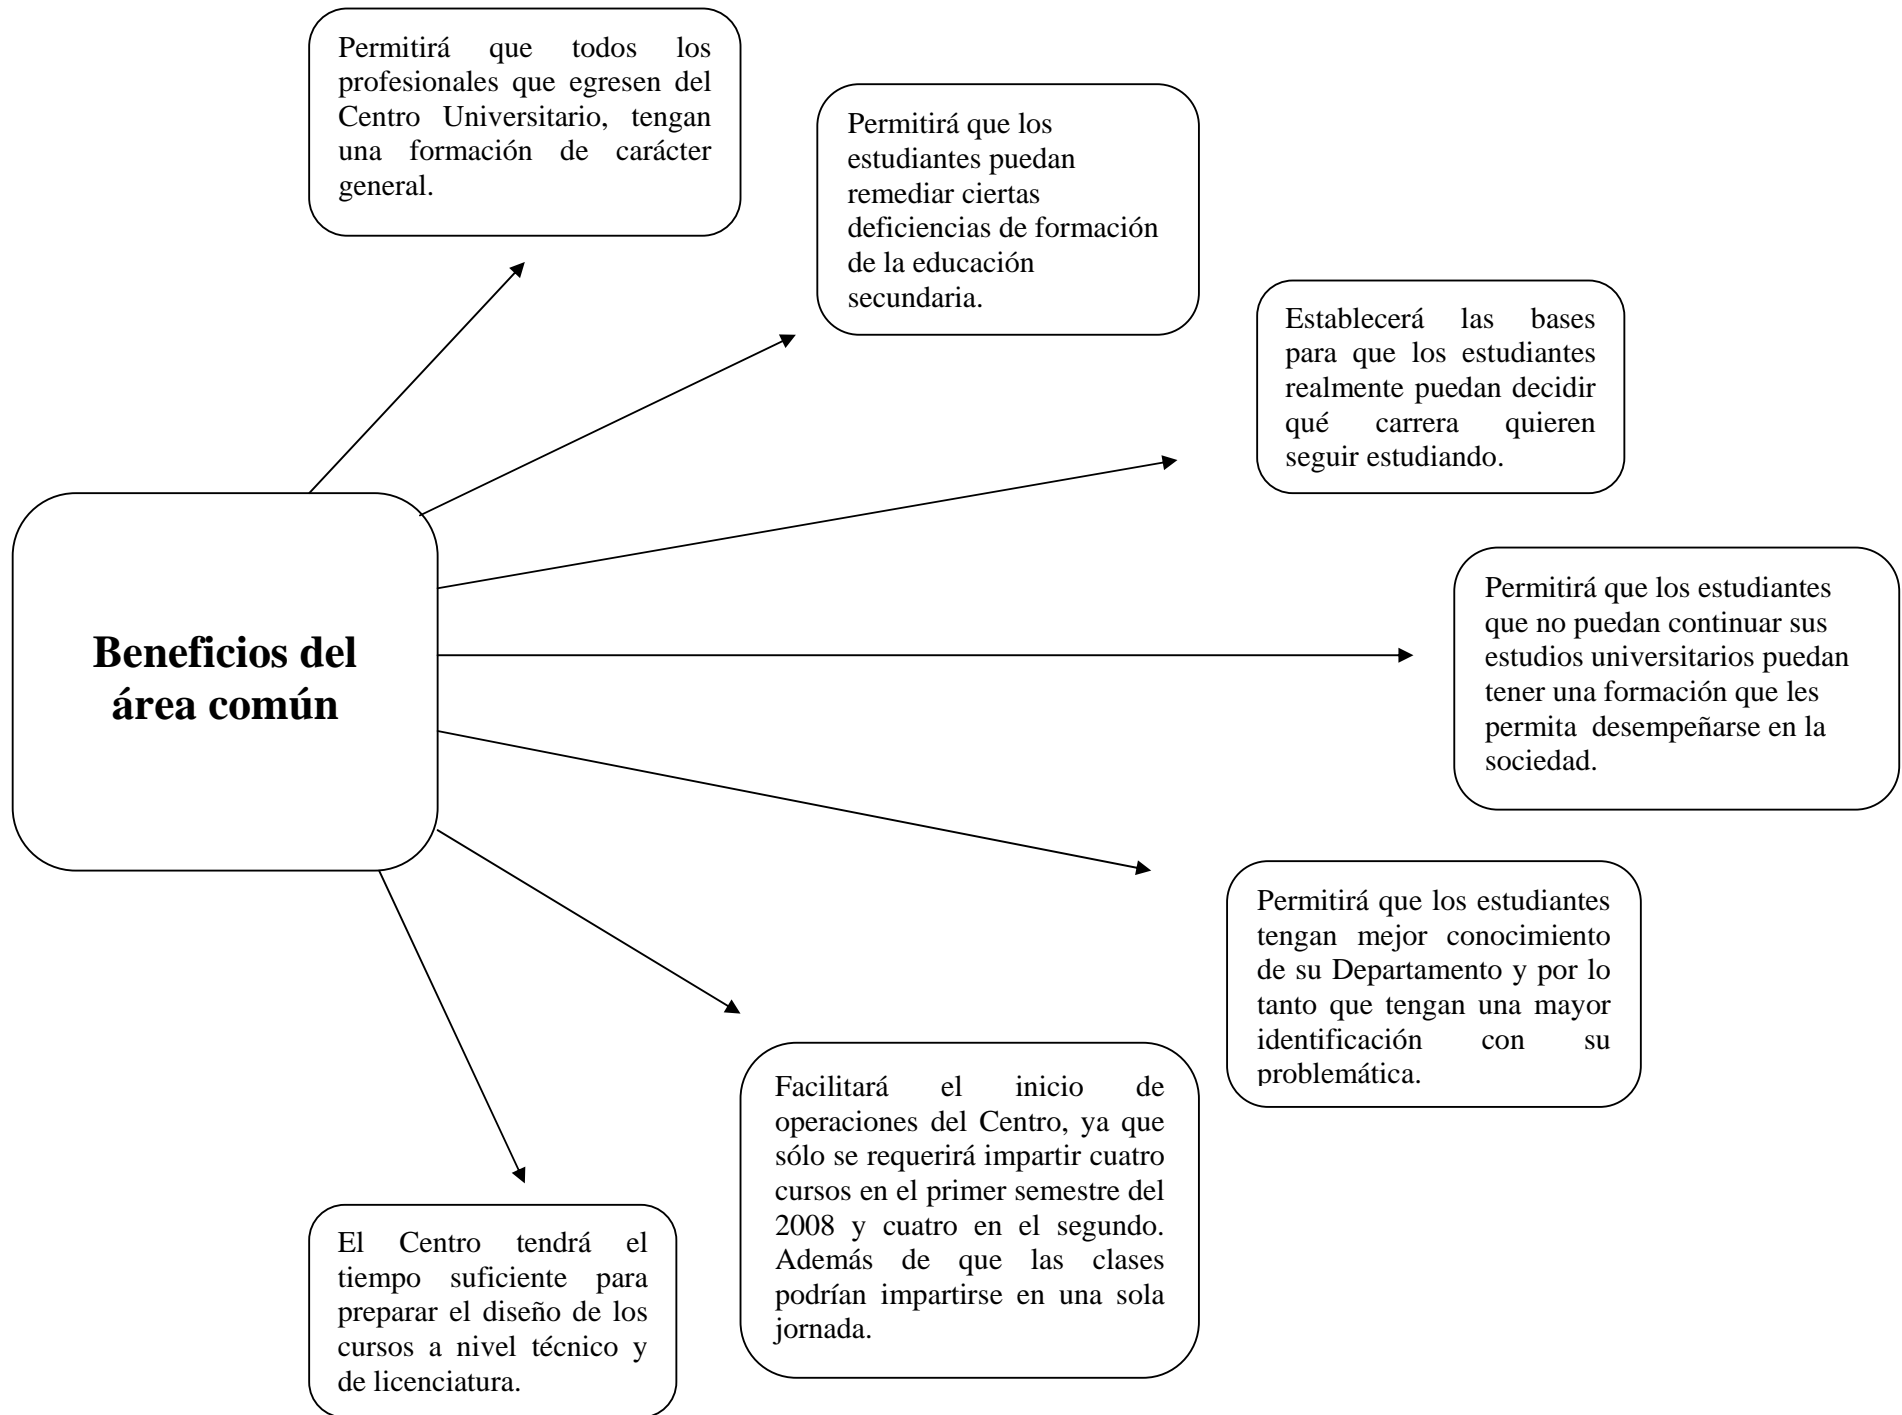 Permitirá que todos los
profesionales que egresen del
Centro Universitario, tengan
una formación de carácter
general.
Permitirá que los
estudiantes puedan
remediar ciertas
deficiencias de formación
de la educación
secundaria.
Establecerá las bases
para que los estudiantes
realmente puedan decidir
qué carrera quieren
seguir estudiando.
Beneficios del
área común
Permitirá que los estudiantes
que no puedan continuar sus
estudios universitarios puedan
tener una formación que les
permita desempeñarse en la
sociedad.
Permitirá que los estudiantes
tengan mejor conocimiento
de su Departamento y por lo
tanto que tengan una mayor
identificación con su
problemática.
Facilitará el inicio de
operaciones del Centro, ya que
sólo se requerirá impartir cuatro
cursos en el primer semestre del
2008 y cuatro en el segundo.
Además de que las clases
podrían impartirse en una sola
jornada.
El Centro tendrá el
tiempo suficiente para
preparar el diseño de los
cursos a nivel técnico y
de licenciatura.